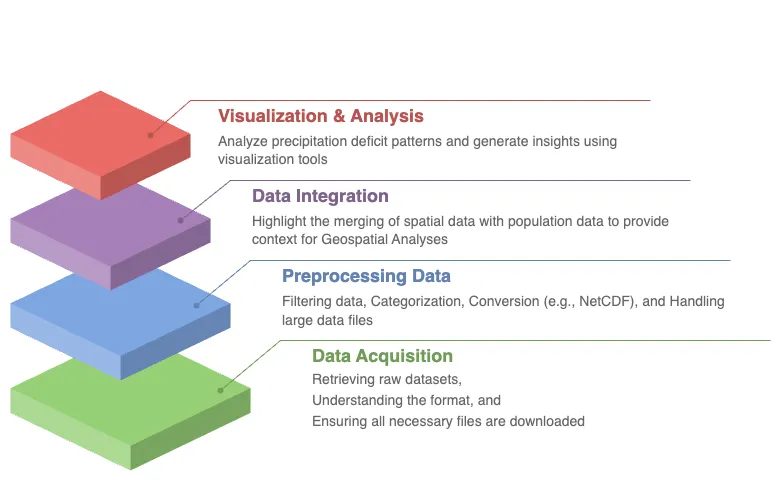 Visualization & Analysis
Analyze precipitation deficit patterns and generate insights using
visualization tools
Data Integration
Highlight the merging of spatial data with population data to provide
context for Geospatial Analyses
Preprocessing Data
Filtering data, Categorization, Conversion (e.g., NetCDF), and Handling
large data files
Data Acquisition
Retrieving raw datasets,
Understanding the format, and
Ensuring all necessary files are downloaded